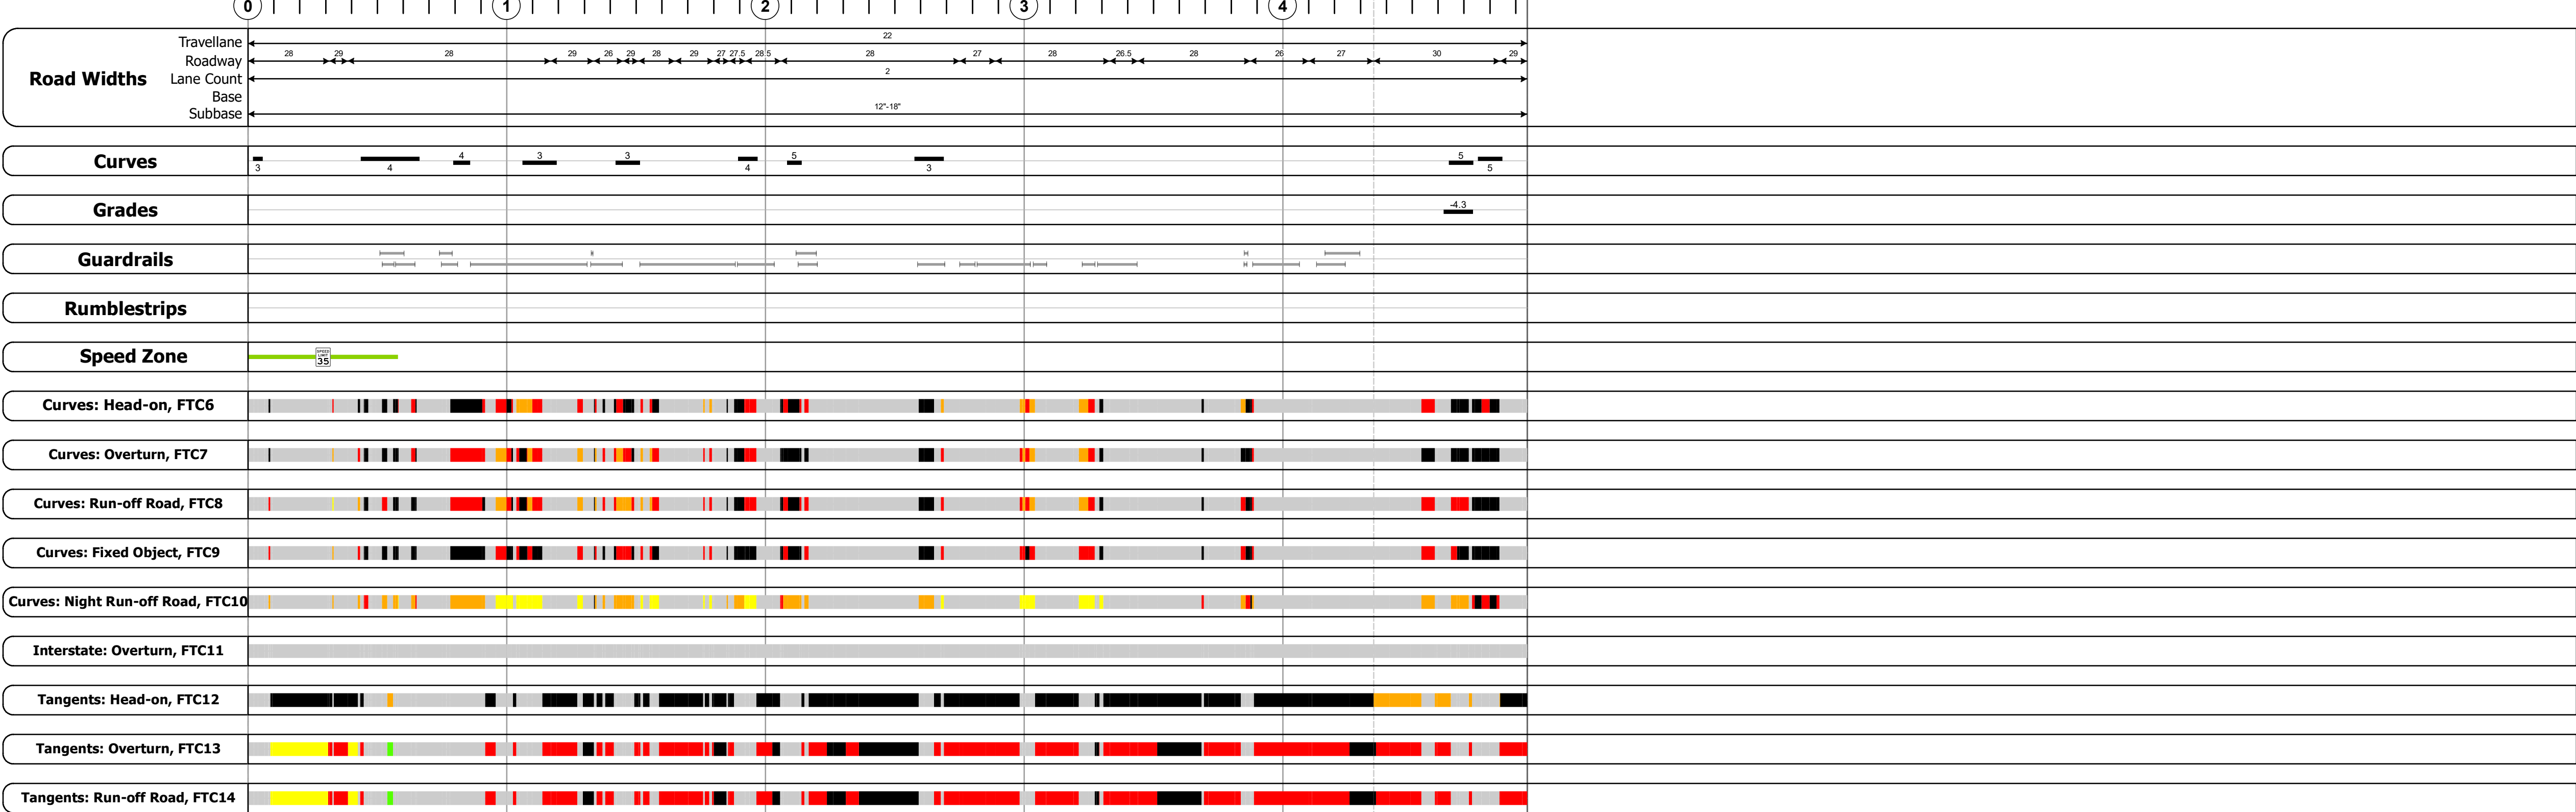 0 1 2 3 4
Travellane 22
28 29 28 29 26 29 28 29 27 27.5 28.5 28 27 28 26.5 28 26 27 30 29
Roadway
Road Widths
Lane Count 2
Base
Subbase 12"-18"
4 3 3 5 5
Curves
3 4 4 3 5
Grades -4.3
Guardrails
Rumblestrips
Speed Zone SPEED LIMIT 35
Curves: Head-on, FTC6
Curves: Overturn, FTC7
Curves: Run-off Road, FTC8
Curves: Fixed Object, FTC9
Curves: Night Run-off Road, FTC10
Interstate: Overturn, FTC11
Tangents: Head-on, FTC12
Tangents: Overturn, FTC13
Tangents: Run-off Road, FTC14